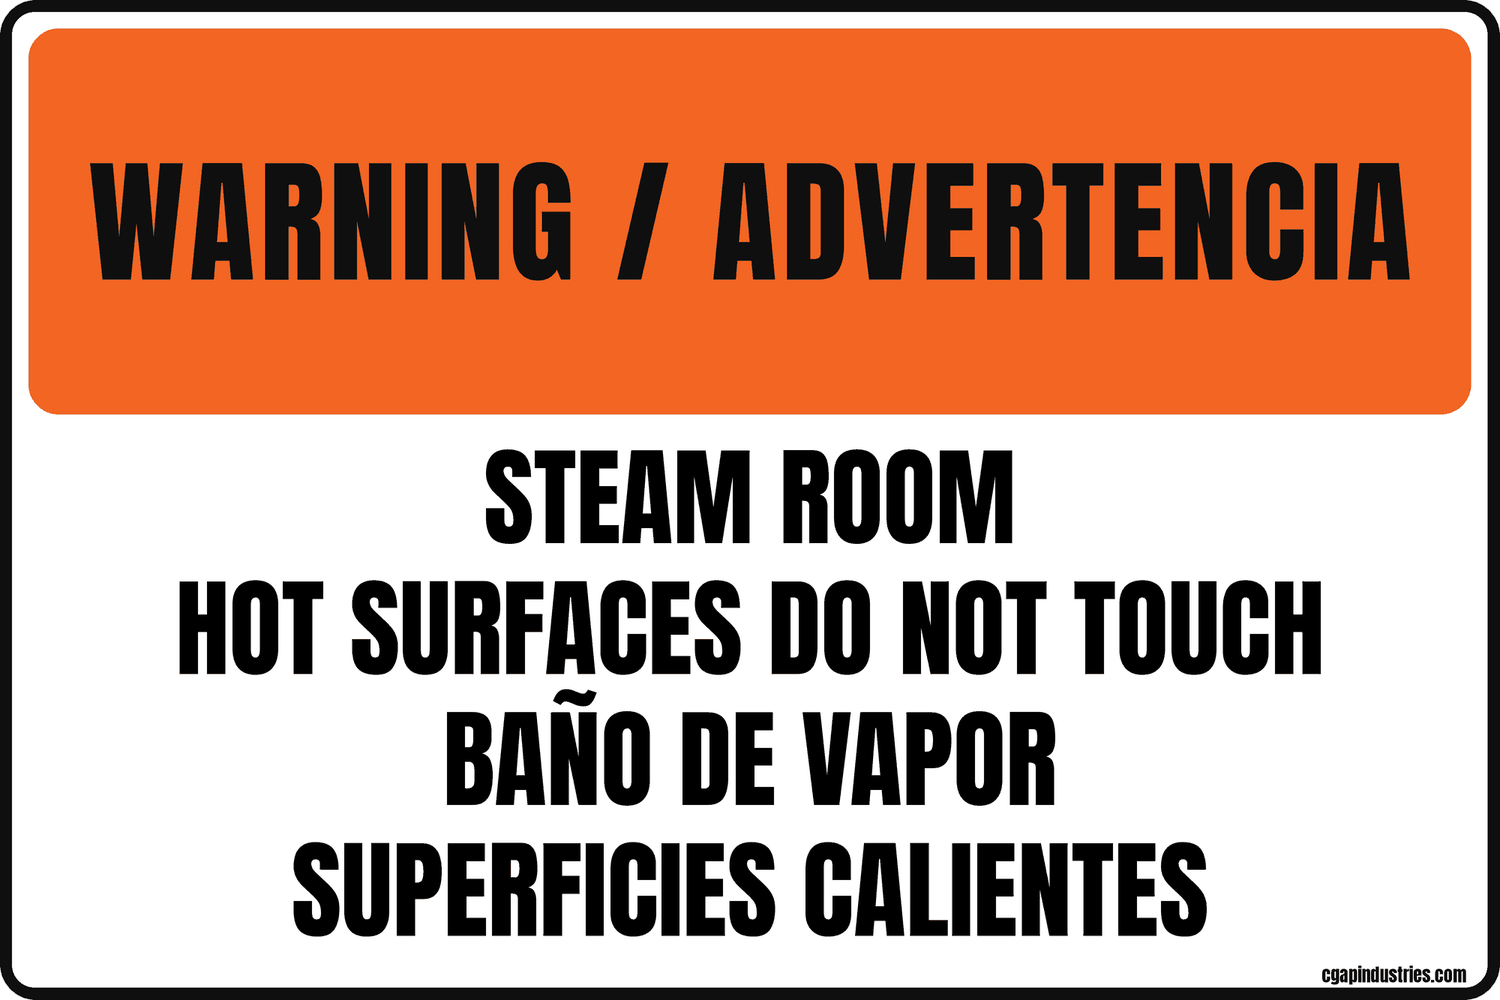 WARNING / ADVERTENCIA
STEAM ROOM
HOT SURFACES DO NOT TOUCH
BAÑO DE VAPOR
SUPERFICIES CALIENTES
cgapindustries.com